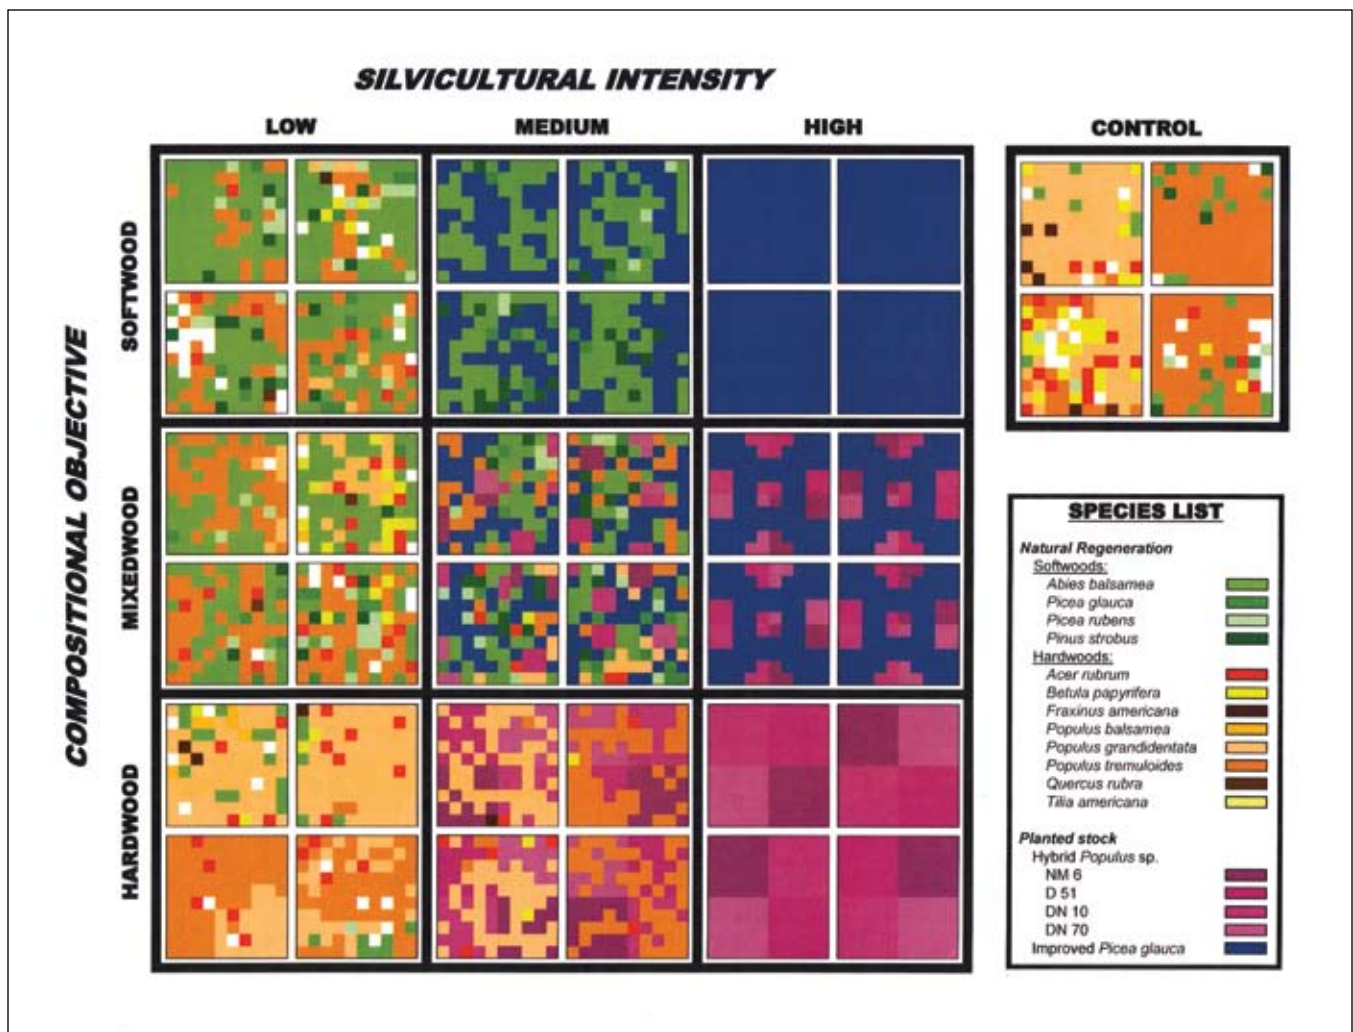 SILVICULTURAL INTENSITY
LOW MEDIUM HIGH CONTROL
COMPOSITIONAL OBJECTIVE
SOFTWOOD
MIXEDWOOD
HARDWOOD
SPECIES LIST
Natural Regeneration
Softwoods:
Abies balsamea
Picea glauca
Picea rubens
Pinus strobus
Hardwoods:
Acer rubrum
Betula papyrifera
Fraxinus americana
Populus balsamea
Populus grandidentata
Populus tremuloides
Quercus rubra
Tilia americana
Planted stock
Hybrid Populus sp.
NM 6
D 51
DN 10
DN 70
Improved Picea glauca